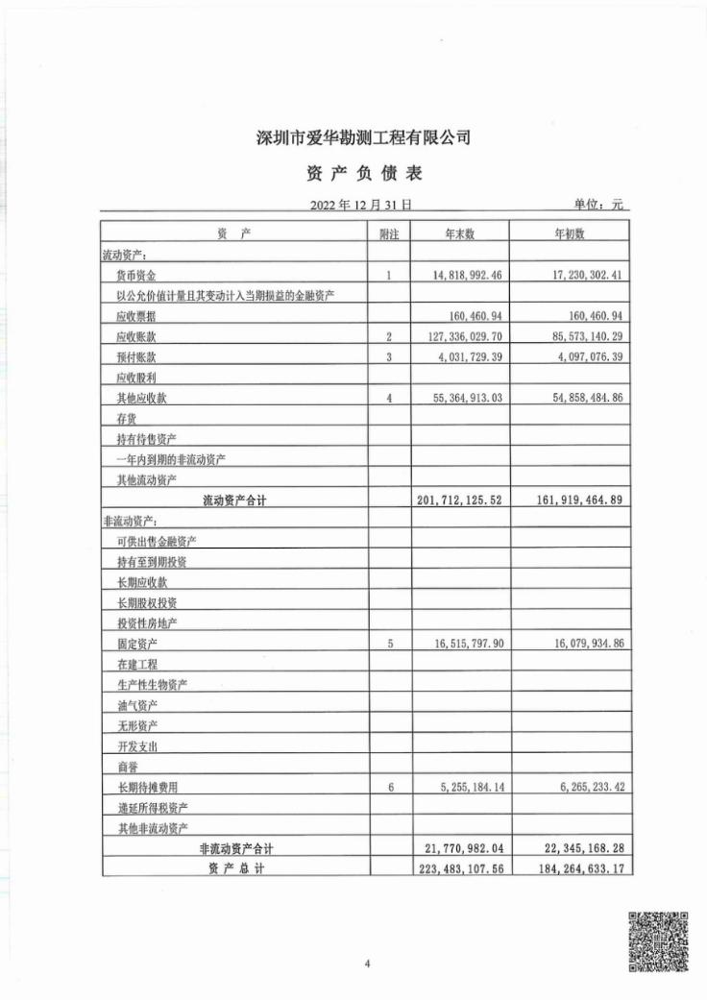 深圳市爱华勘测工程有限公司
资产负债表
2022 年 12 月 31 日 单位：元
资 产 附注 年末数 年初数
流动资产：
货币资金 1 14,818,992.46 17,230,302.41
以公允价值计量且其变动计入当期损益的金融资产
应收票据 160,460.94 160,460.94
应收账款 2 127,336,029.70 85,573,140.29
预付账款 3 4,031,729.39 4,097,076.39
应收股利
其他应收款 4 55,364,913.03 54,858,484.86
存货
持有待售资产
一年内到期的非流动资产
其他流动资产
流动资产合计 201,712,125.52 161,919,464.89
非流动资产：
可供出售金融资产
持有至到期投资
长期应收款
长期股权投资
投资性房地产
固定资产 5 16,515,797.90 16,079,934.86
在建工程
生产性生物资产
油气资产
无形资产
开发支出
商誉
长期待摊费用 6 5,255,184.14 6,265,233.42
递延所得税资产
其他非流动资产
非流动资产合计 21,770,982.04 22,345,168.28
资 产 总 计 223,483,107.56 184,264,633.17
4